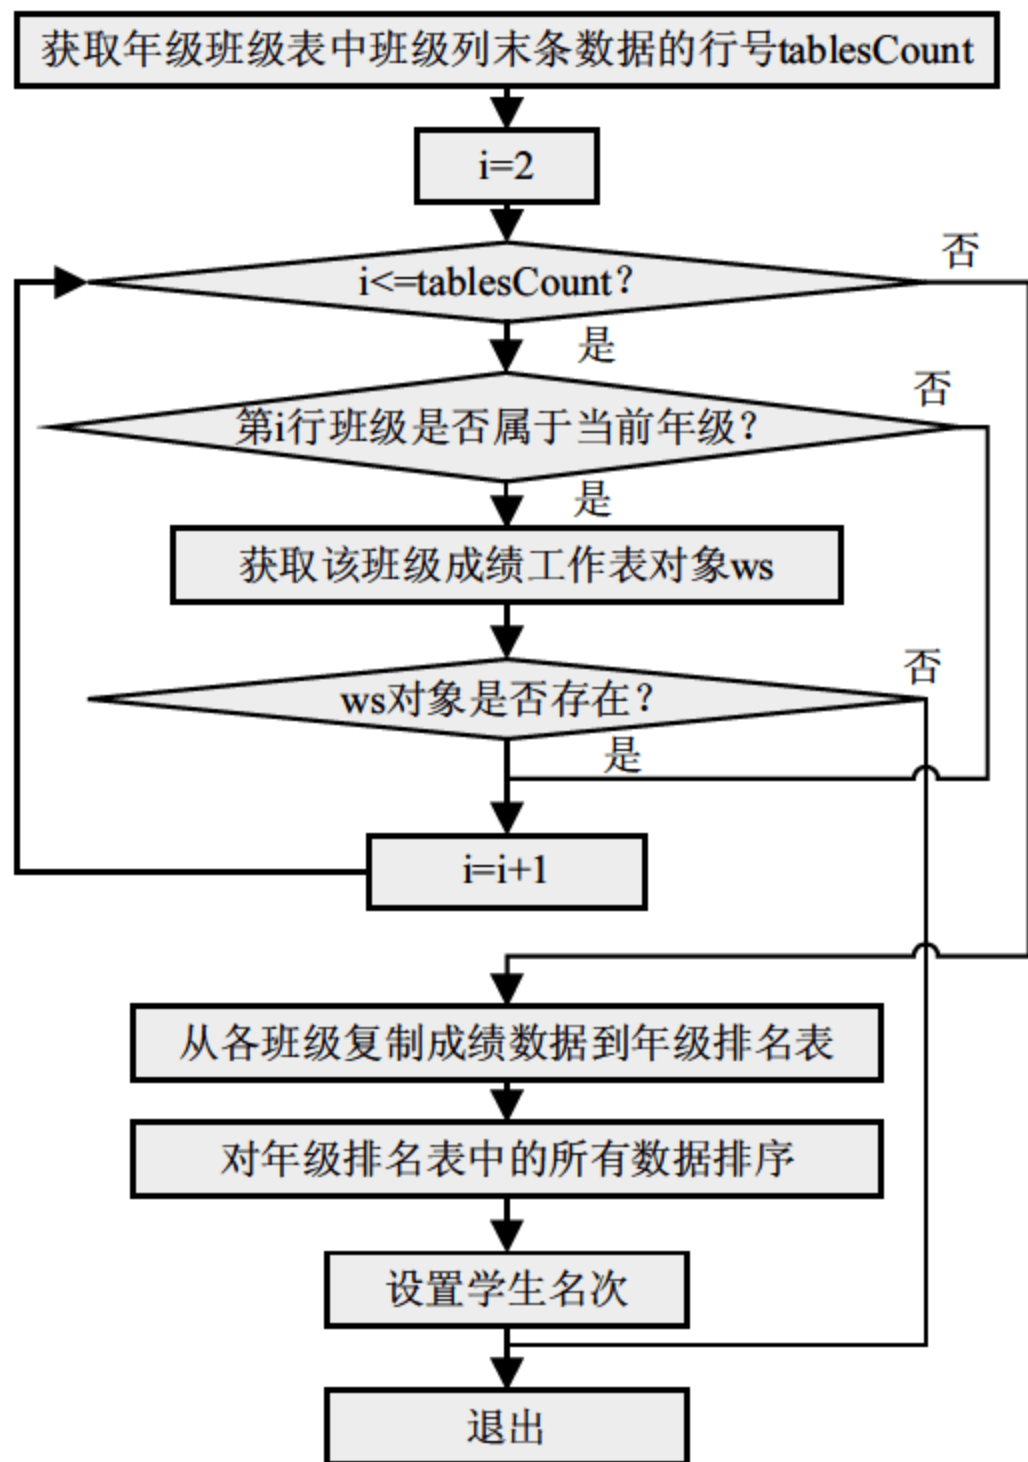 获取年级班级表中班级列末条数据的行号tablesCount
i=2
i<=tablesCount?
否
是
第i行班级是否属于当前年级?
否
是
获取该班级成绩工作表对象ws
ws对象是否存在?
否
是
i=i+1
从各班级复制成绩数据到年级排名表
对年级排名表中的所有数据排序
设置学生名次
退出